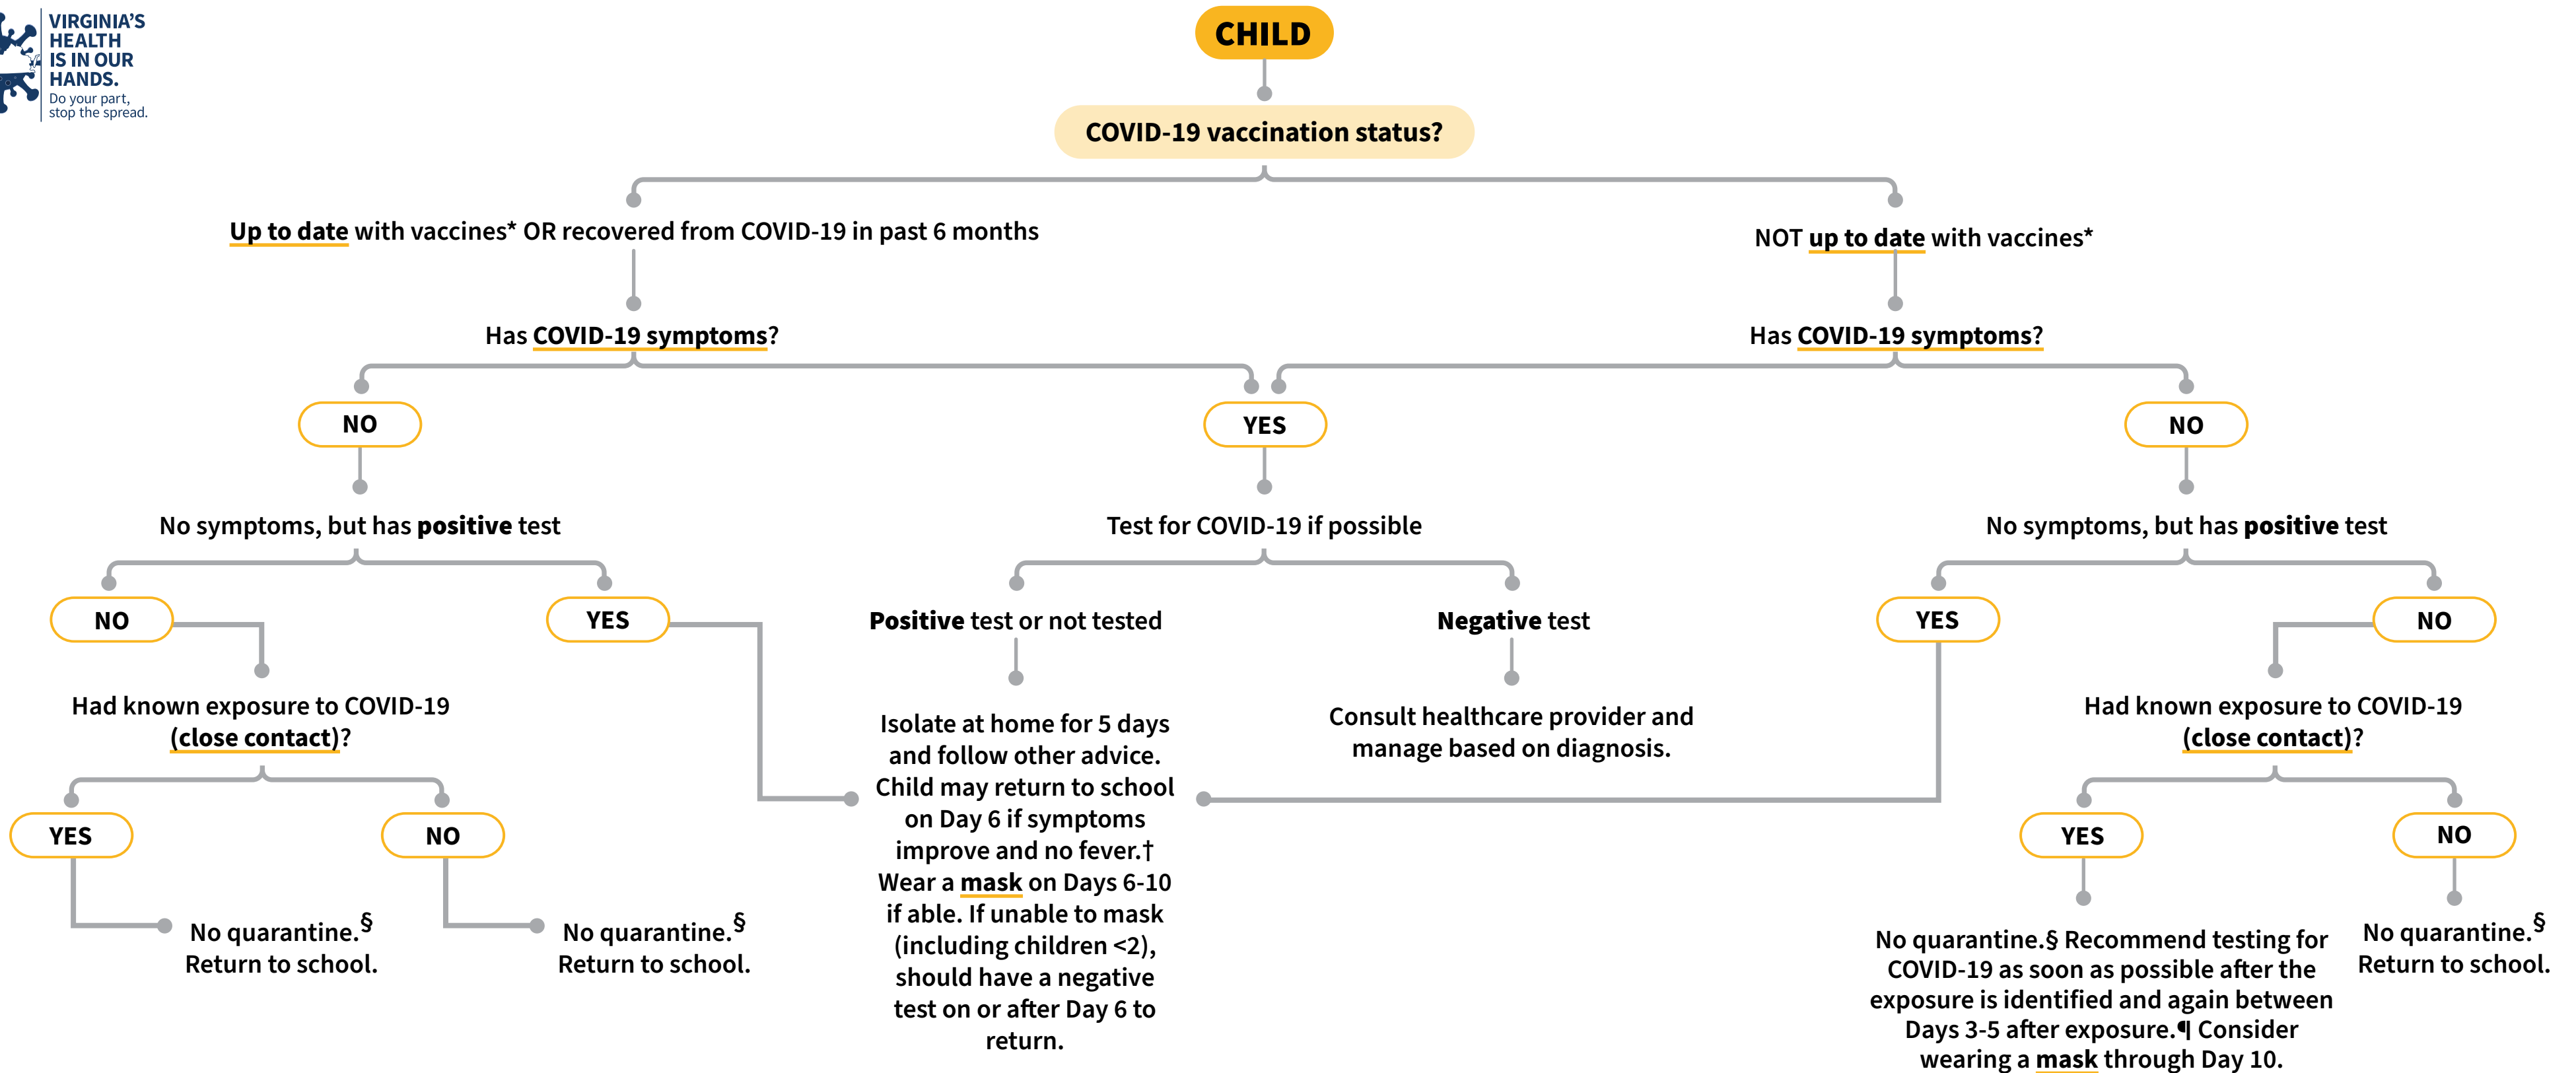 VIRGINIA'S
HEALTH
IS IN OUR
HANDS.
Do your part,
stop the spread.
CHILD
COVID-19 vaccination status?
Up to date with vaccines* OR recovered from COVID-19 in past 6 months
NOT up to date with vaccines*
Has COVID-19 symptoms?
Has COVID-19 symptoms?
NO
YES
NO
No symptoms, but has positive test
Test for COVID-19 if possible
No symptoms, but has positive test
NO
YES
Positive test or not tested
Negative test
YES
NO
Had known exposure to COVID-19
(close contact)?
Isolate at home for 5 days
and follow other advice.
Child may return to school
on Day 6 if symptoms
improve and no fever.†
Wear a mask on Days 6-10
if able. If unable to mask
(including children <2),
should have a negative
test on or after Day 6 to
return.
Consult healthcare provider and
manage based on diagnosis.
Had known exposure to COVID-19
(close contact)?
YES
NO
YES
NO
No quarantine.§
Return to school.
No quarantine.§
Return to school.
No quarantine.§ Recommend testing for
COVID-19 as soon as possible after the
exposure is identified and again between
Days 3-5 after exposure.¶ Consider
wearing a mask through Day 10.
No quarantine.§
Return to school.